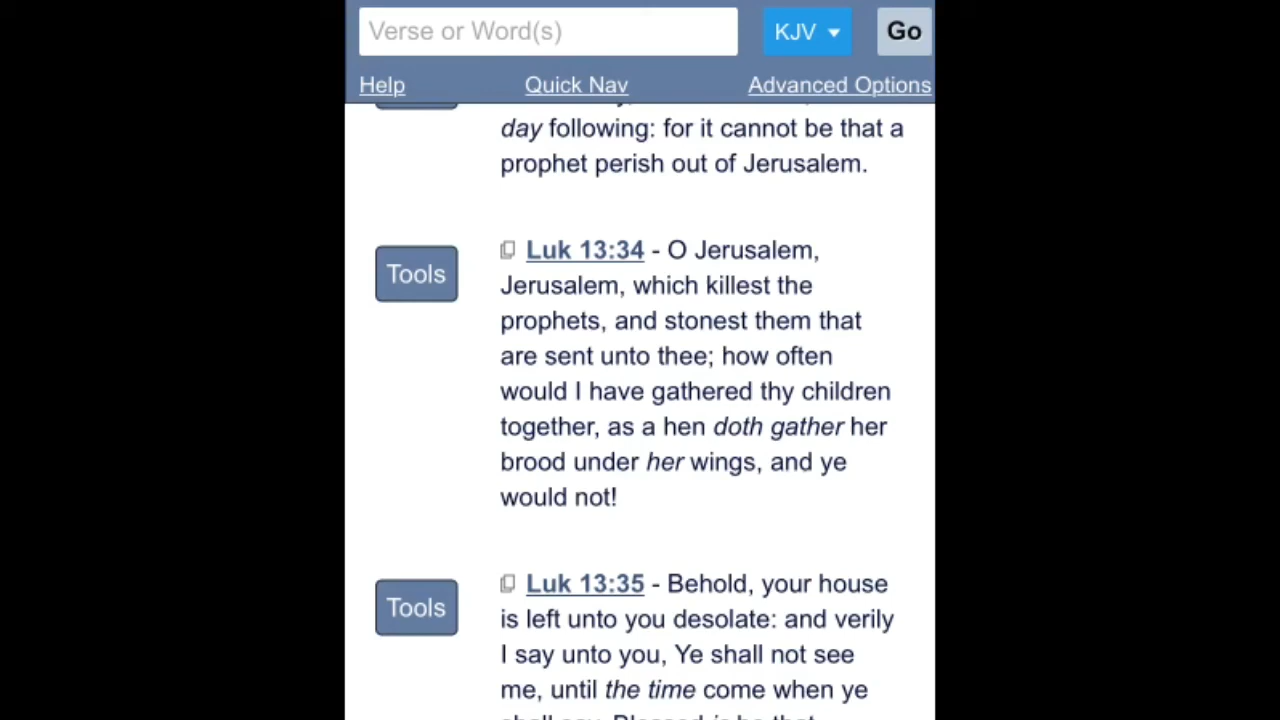 Verse or Word(s)
KJV
Go
Help
Quick Nav
Advanced Options
day following: for it cannot be that a
prophet perish out of Jerusalem.
Tools
Luk 13:34 - O Jerusalem,
Jerusalem, which killest the
prophets, and stonest them that
are sent unto thee; how often
would I have gathered thy children
together, as a hen doth gather her
brood under her wings, and ye
would not!
Tools
Luk 13:35 - Behold, your house
is left unto you desolate: and verily
I say unto you, Ye shall not see
me, until the time come when ye